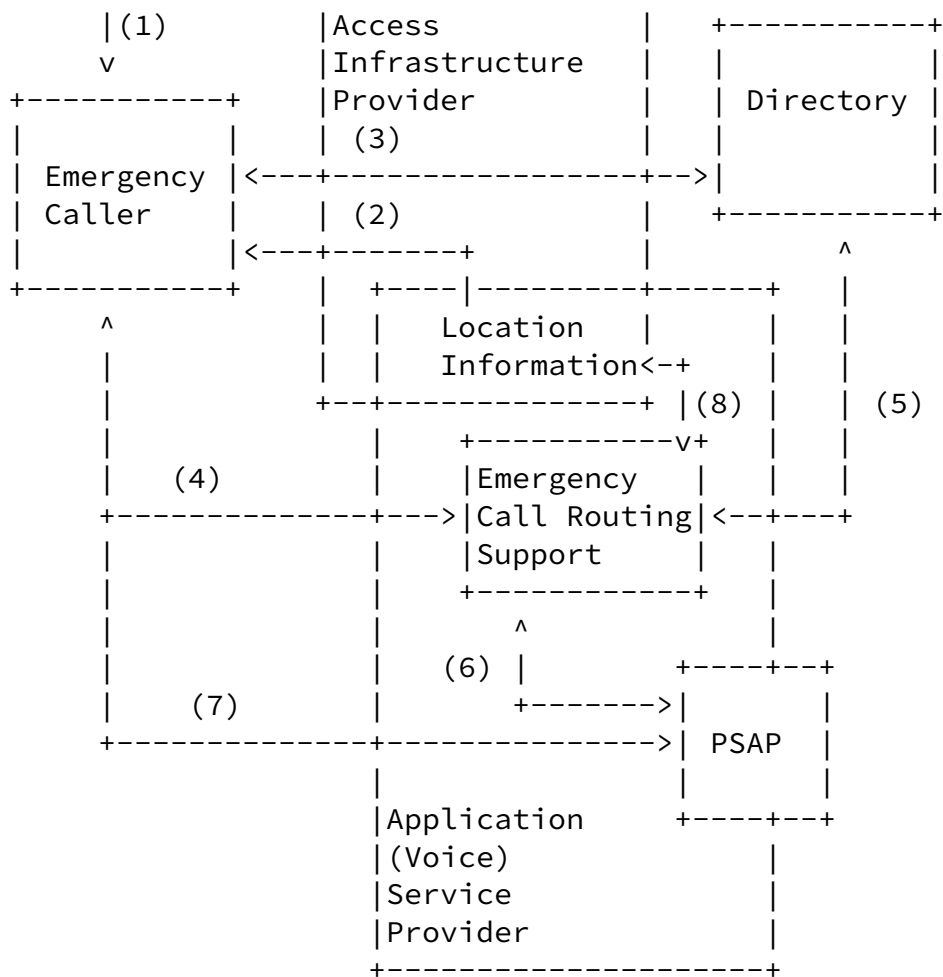 (1)
Access
Infrastructure
Provider
Directory
(3)
Emergency
Caller
(2)
Location
Information
(8)
(5)
(4)
Emergency
Call Routing
Support
(6)
(7)
PSAP
Application
(Voice)
Service
Provider